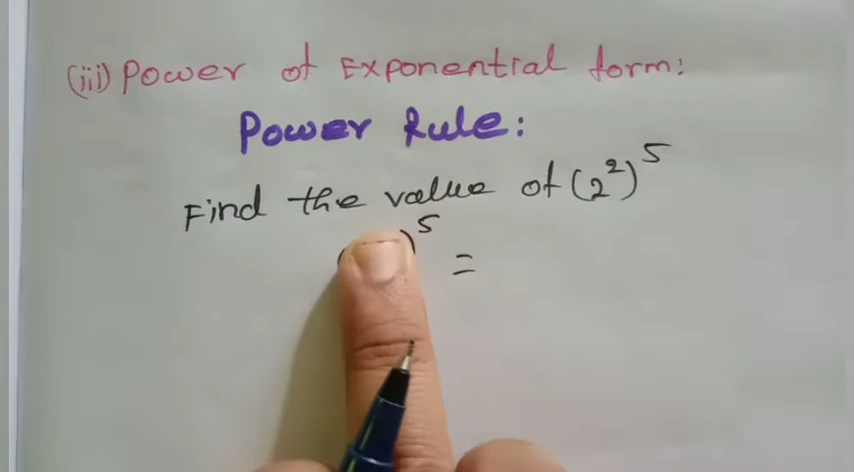 (iii) Power of Exponential form:
Power Rule:
Find the value of (2²)⁵
( )⁵ =